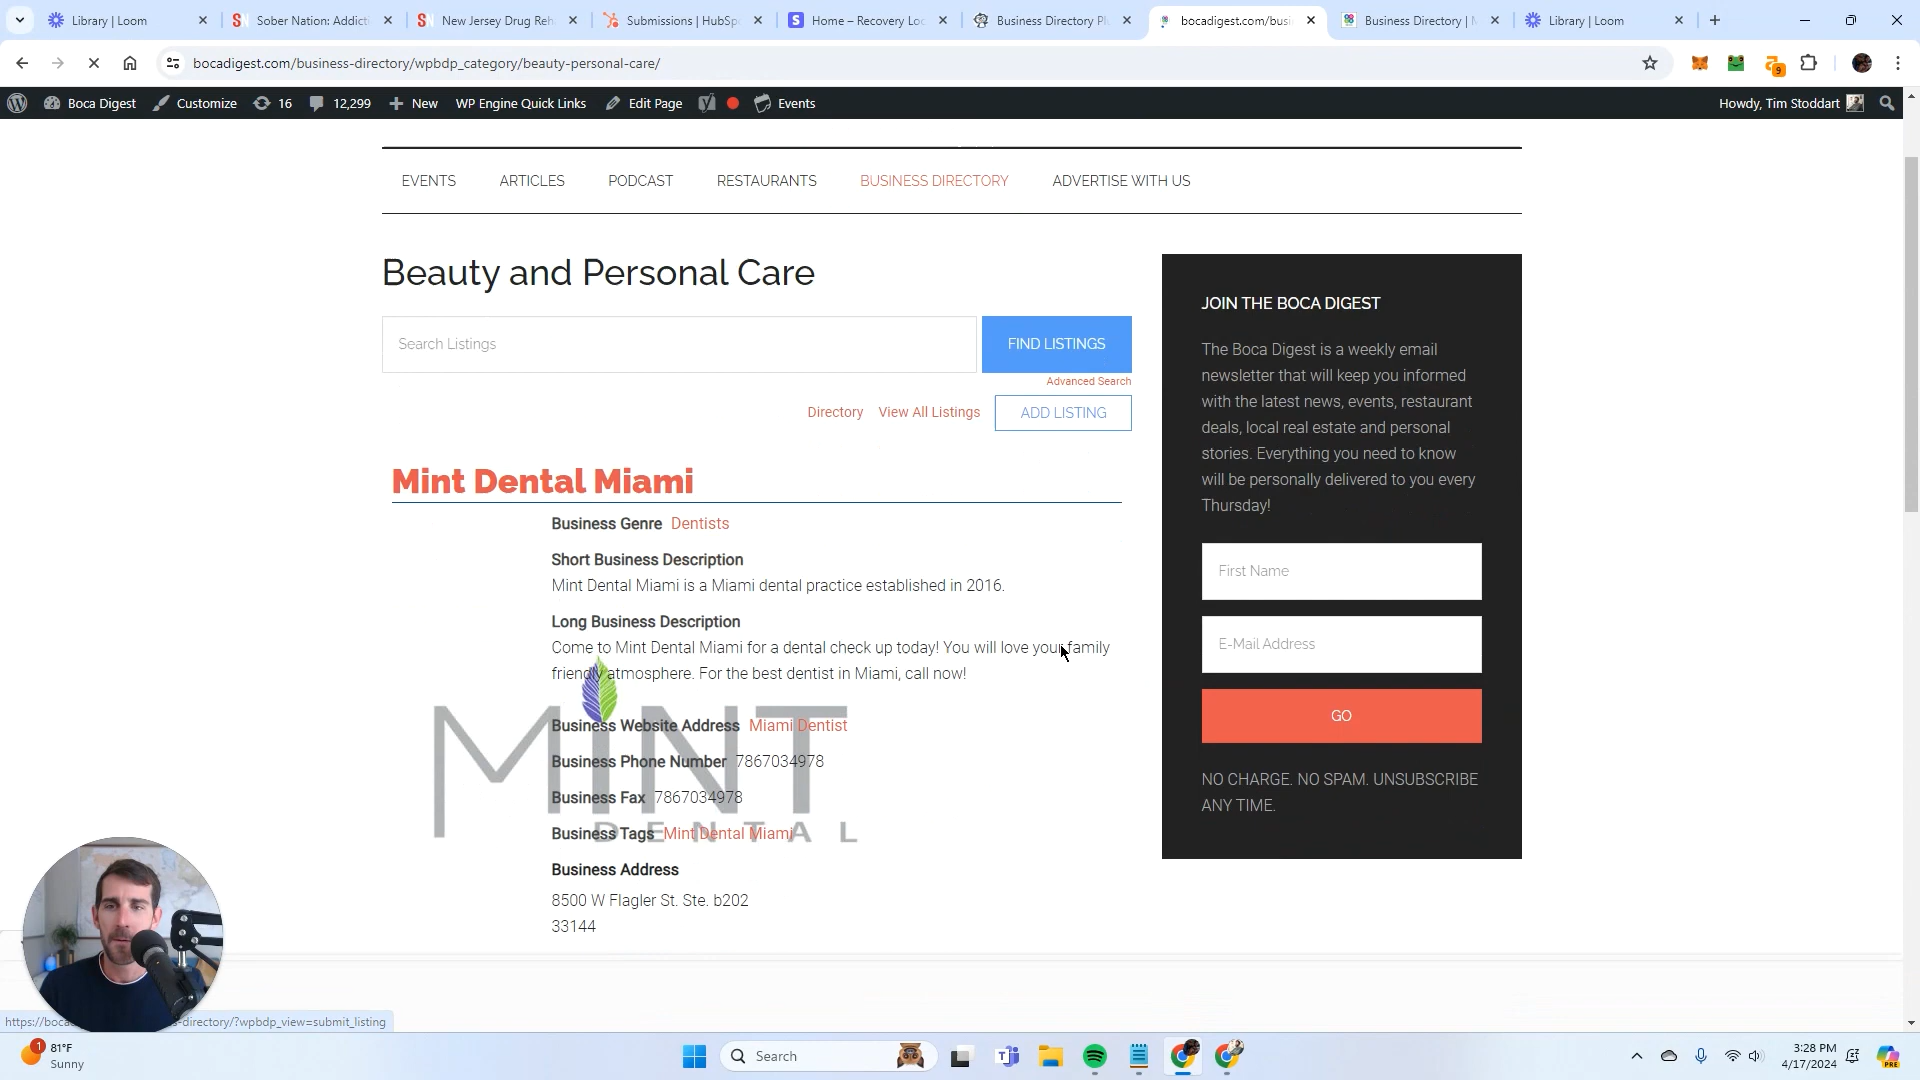 Library | Loom
Sober Nation: Addicti
New Jersey Drug Reh
Submissions | HubSp
Home – Recovery Loc
Business Directory Plu
bocadigest.com/busi
Business Directory |
Library | Loom
bocadigest.com/business-directory/wpbdp_category/beauty-personal-care/
9
Boca Digest
Customize
16
12,299
New
WP Engine Quick Links
Edit Page
Events
Howdy, Tim Stoddart
EVENTS
ARTICLES
PODCAST
RESTAURANTS
BUSINESS DIRECTORY
ADVERTISE WITH US
Beauty and Personal Care
Search Listings
FIND LISTINGS
Advanced Search
Directory
View All Listings
ADD LISTING
Mint Dental Miami
Business Genre Dentists
Short Business Description
Mint Dental Miami is a Miami dental practice established in 2016.
Long Business Description
Come to Mint Dental Miami for a dental check up today! You will love your family
friendly atmosphere. For the best dentist in Miami, call now!
Business Website Address Miami Dentist
Business Phone Number 7867034978
Business Fax 7867034978
Business Tags Mint Dental Miami
Business Address
8500 W Flagler St. Ste. b202
33144
MINT
DENTAL
JOIN THE BOCA DIGEST
The Boca Digest is a weekly email
newsletter that will keep you informed
with the latest news, events, restaurant
deals, local real estate and personal
stories. Everything you need to know
will be personally delivered to you every
Thursday!
First Name
E-Mail Address
GO
NO CHARGE. NO SPAM. UNSUBSCRIBE
ANY TIME.
https://boca
s-directory/?wpbdp_view=submit_listing
1
81°F
Sunny
Search
3:28 PM
4/17/2024
PRE